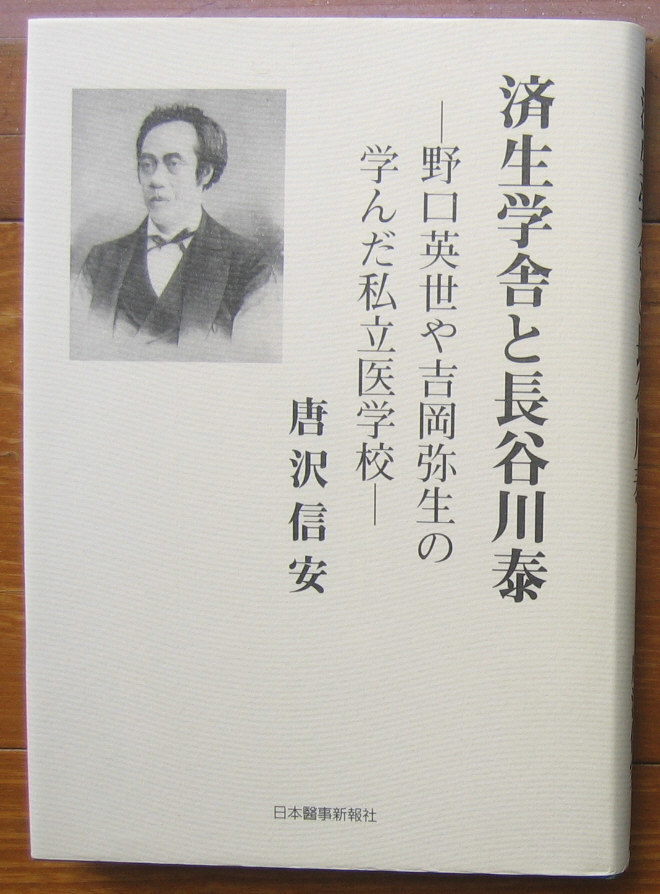 済生学舎と長谷川泰
―野口英世や吉岡弥生の
学んだ私立医学校―
唐沢信安
日本醫事新報社